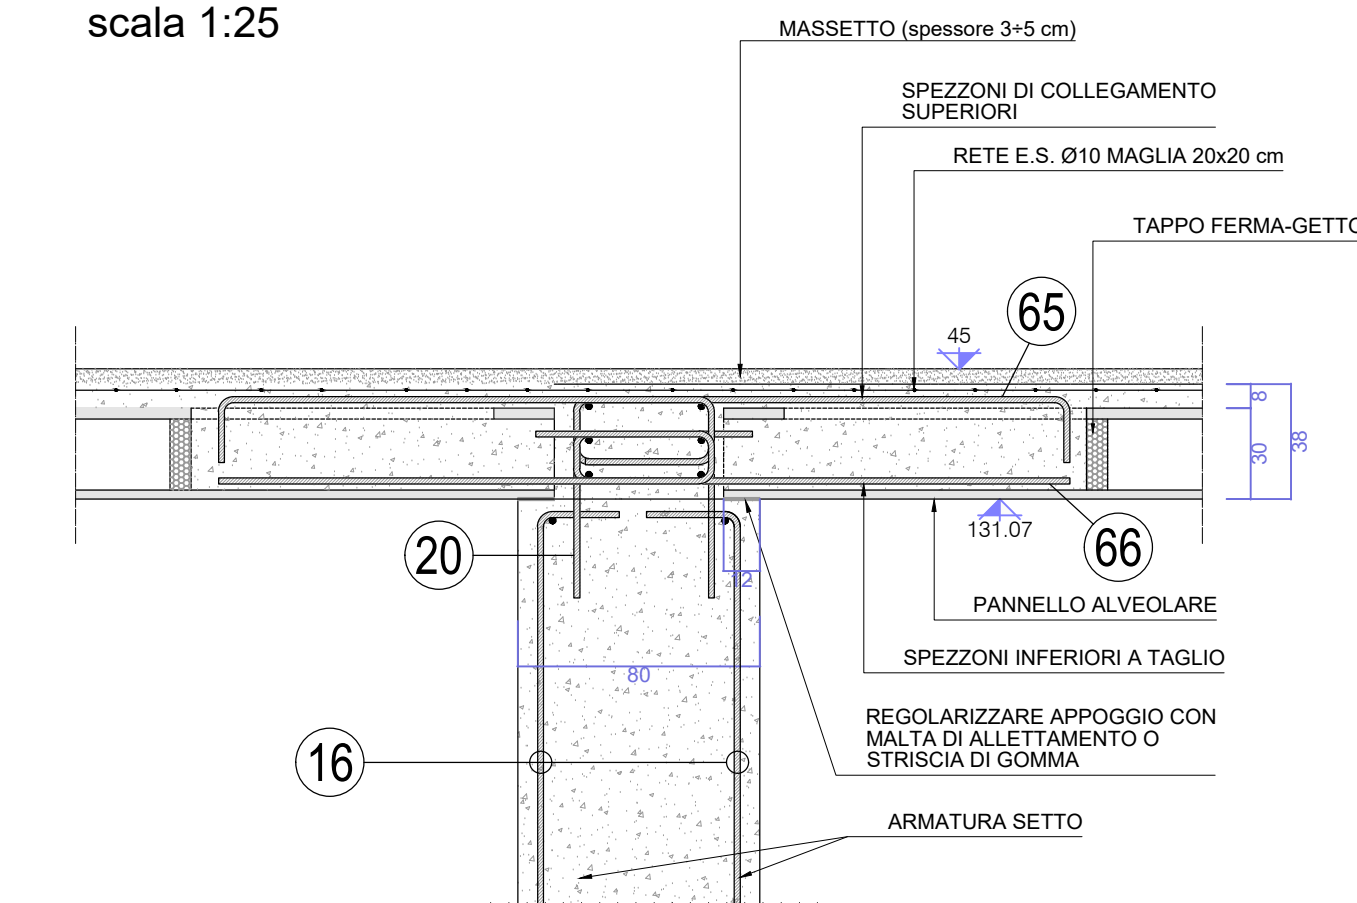 scala 1:25
MASSETTO (spessore 3÷5 cm)
SPEZZONI DI COLLEGAMENTO
SUPERIORI
RETE E.S. Ø10 MAGLIA 20x20 cm
TAPPO FERMA-GETTO
65
45
8
30
38
131.07
66
20
12
PANNELLO ALVEOLARE
SPEZZONI INFERIORI A TAGLIO
80
REGOLARIZZARE APPOGGIO CON
MALTA DI ALLETTAMENTO O
STRISCIA DI GOMMA
16
ARMATURA SETTO